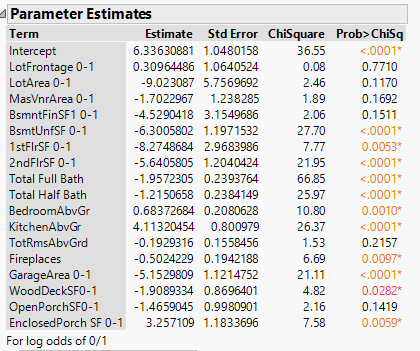 Parameter Estimates
Term Estimate Std Error ChiSquare Prob>ChiSq
Intercept 6.33630881 1.0480158 36.55 <.0001*
LotFrontage 0-1 0.30964486 1.0640524 0.08 0.7710
LotArea 0-1 -9.023087 5.7569692 2.46 0.1170
MasVnrArea 0-1 -1.7022967 1.238285 1.89 0.1692
BsmntFinSF1 0-1 -4.5290418 3.1549686 2.06 0.1511
BsmtUnfSF 0-1 -6.3005802 1.1971532 27.70 <.0001*
1stFlrSF 0-1 -8.2748684 2.9683986 7.77 0.0053*
2ndFlrSF 0-1 -5.6405805 1.2040424 21.95 <.0001*
Total Full Bath -1.9572305 0.2393764 66.85 <.0001*
Total Half Bath -1.2150658 0.2384149 25.97 <.0001*
BedroomAbvGr 0.68372684 0.2080628 10.80 0.0010*
KitchenAbvGr 4.11320454 0.800979 26.37 <.0001*
TotRmsAbvGrd -0.1929316 0.1558456 1.53 0.2157
Fireplaces -0.5024229 0.1942188 6.69 0.0097*
GarageArea 0-1 -5.1529809 1.1214752 21.11 <.0001*
WoodDeckSF0-1 -1.9089334 0.8696401 4.82 0.0282*
OpenPorchSF0-1 -1.4659045 0.9980901 2.16 0.1419
EnclosedPorch SF 0-1 3.257109 1.1833696 7.58 0.0059*
For log odds of 0/1